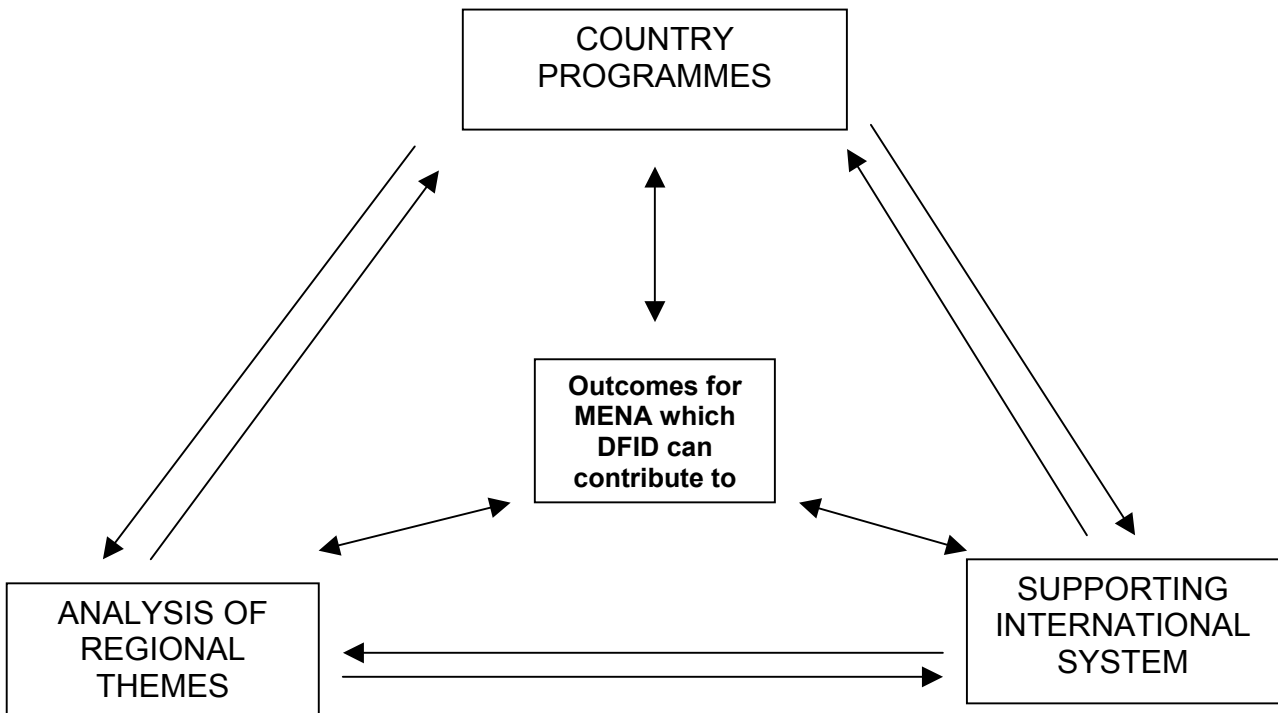 COUNTRY
PROGRAMMES
Outcomes for
MENA which
DFID can
contribute to
ANALYSIS OF
REGIONAL
THEMES
SUPPORTING
INTERNATIONAL
SYSTEM